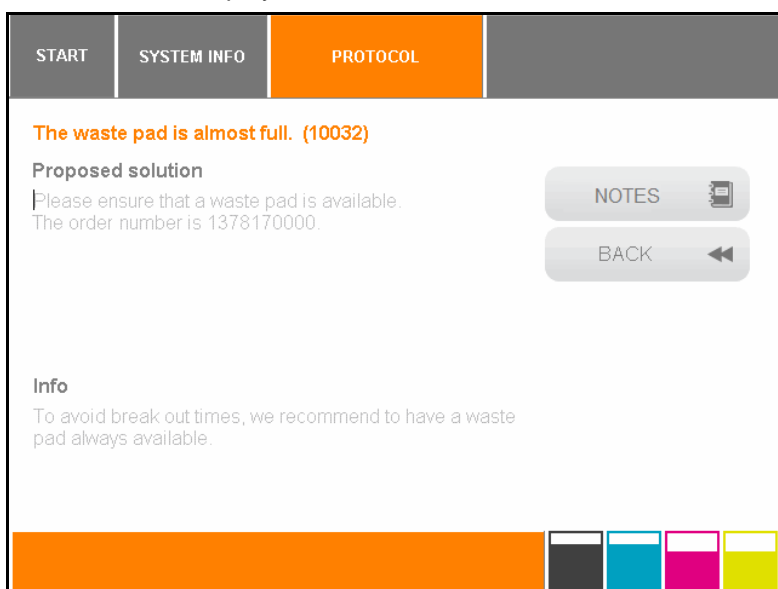 START SYSTEM INFO PROTOCOL
The waste pad is almost full. (10032)
Proposed solution
Please ensure that a waste pad is available.
The order number is 1378170000.
NOTES
BACK
Info
To avoid break out times, we recommend to have a waste
pad always available.